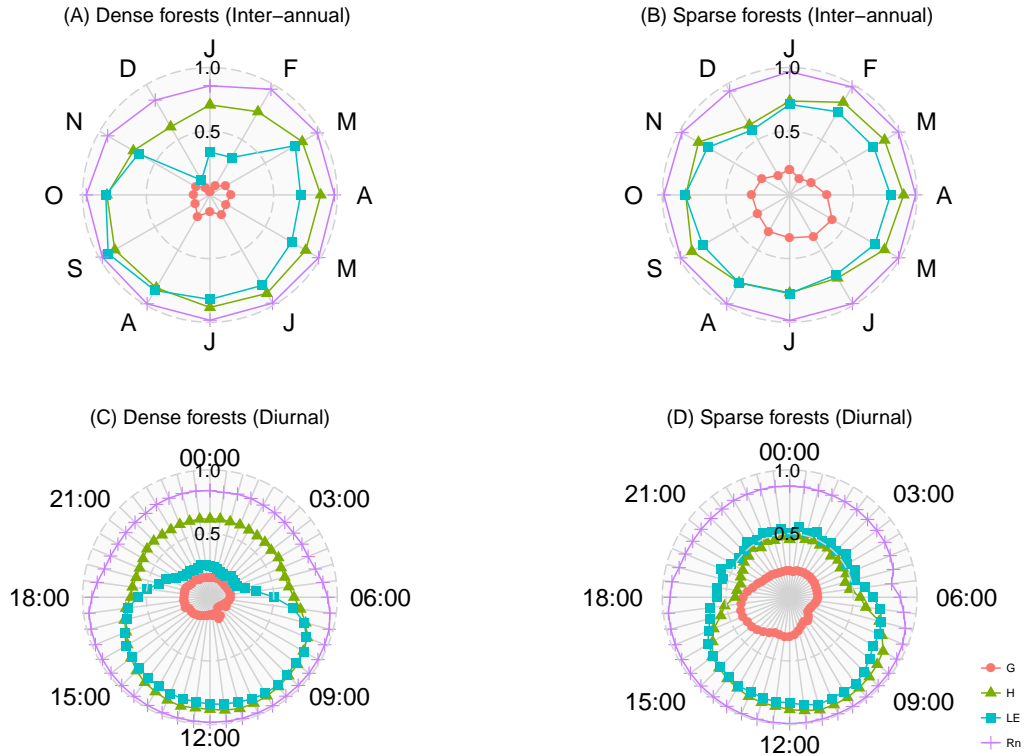 (A) Dense forests (Inter−annual)
J
F
M
A
M
J
J
A
S
O
N
D
1.0
0.5
(B) Sparse forests (Inter−annual)
J
F
M
A
M
J
J
A
S
O
N
D
1.0
0.5
(C) Dense forests (Diurnal)
00:00
03:00
06:00
09:00
12:00
15:00
18:00
21:00
1.0
0.5
(D) Sparse forests (Diurnal)
00:00
03:00
06:00
09:00
12:00
15:00
18:00
21:00
1.0
0.5
G
H
LE
Rn